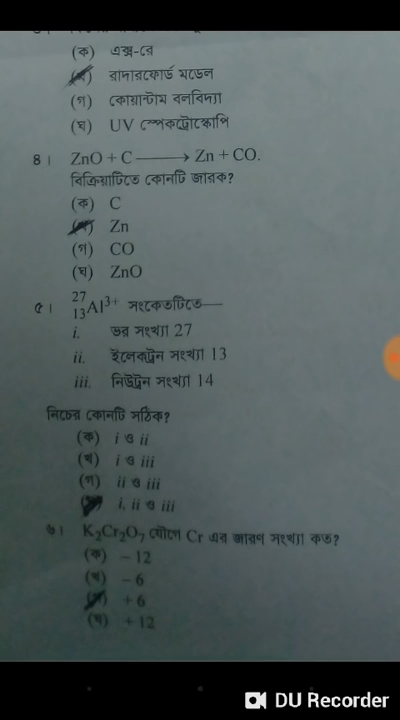 (ক) এক্স-রে
রাদারফোর্ড মডেল
(গ) কোয়ান্টাম বলবিদ্যা
(ঘ) UV স্পেকট্রোস্কোপি
৪। ZnO + C ⟶ Zn + CO.
বিক্রিয়াটিতে কোনটি জারক?
(ক) C
Zn
(গ) CO
(ঘ) ZnO
৫। ²⁷₁₃Al³⁺ সংকেতটিতে—
i. ভর সংখ্যা 27
ii. ইলেকট্রন সংখ্যা 13
iii. নিউট্রন সংখ্যা 14
নিচের কোনটি সঠিক?
(ক) i ও ii
(খ) i ও iii
(গ) ii ও iii
i, ii ও iii
৬। K₂Cr₂O₇ যৌগে Cr এর জারণ সংখ্যা কত?
(ক) – 12
(খ) – 6
+ 6
(ঘ) + 12
DU Recorder